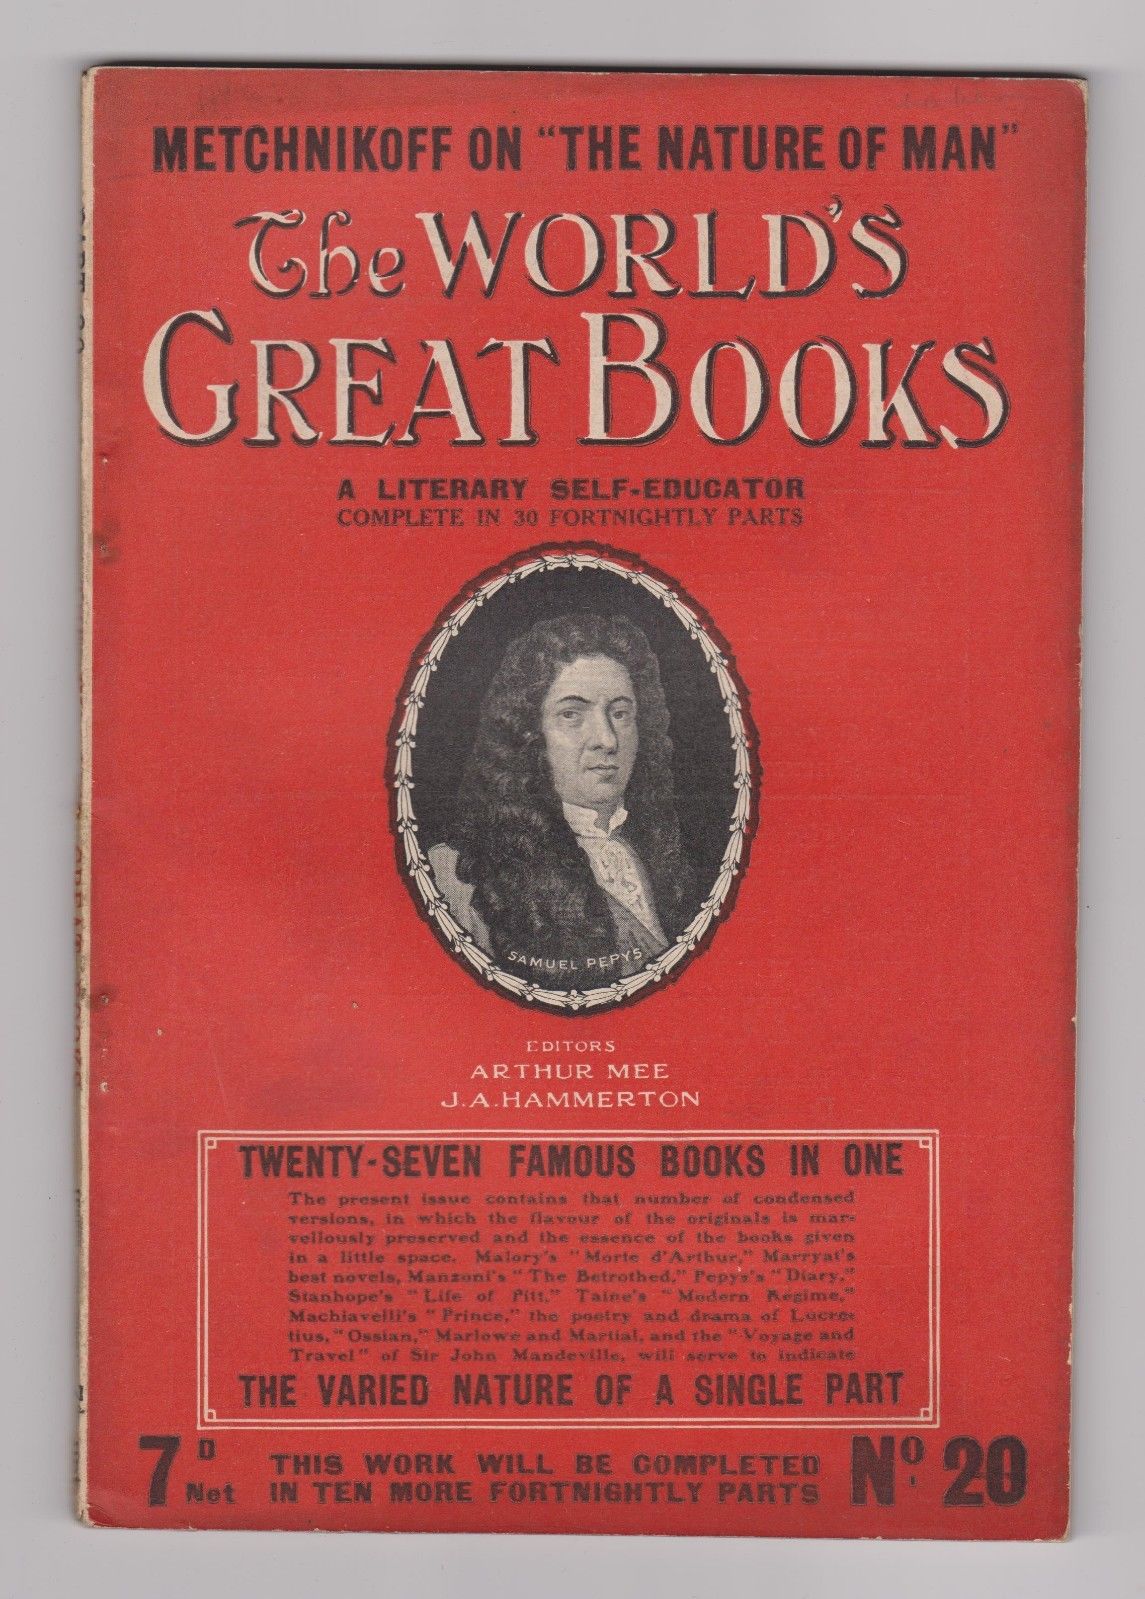 METCHNIKOFF ON "THE NATURE OF MAN"
The WORLD'S
GREAT BOOKS
A LITERARY SELF-EDUCATOR
COMPLETE IN 30 FORTNIGHTLY PARTS
SAMUEL PEPYS
EDITORS
ARTHUR MEE
J.A.HAMMERTON
TWENTY-SEVEN FAMOUS BOOKS IN ONE
The present issue contains that number of condensed
versions, in which the flavour of the originals is mar-
vellously preserved and the essence of the books given
in a little space. Malory's "Morte d'Arthur," Marryat's
best novels, Manzoni's "The Betrothed," Pepys's "Diary,"
Stanhope's "Life of Pitt," Taine's "Modern Regime,"
Machiavelli's "Prince," the poetry and drama of Lucre-
tius, "Ossian," Marlowe and Martial, and the "Voyage and
Travel" of Sir John Mandeville, will serve to indicate
THE VARIED NATURE OF A SINGLE PART
7D Net
THIS WORK WILL BE COMPLETED
IN TEN MORE FORTNIGHTLY PARTS
No. 20